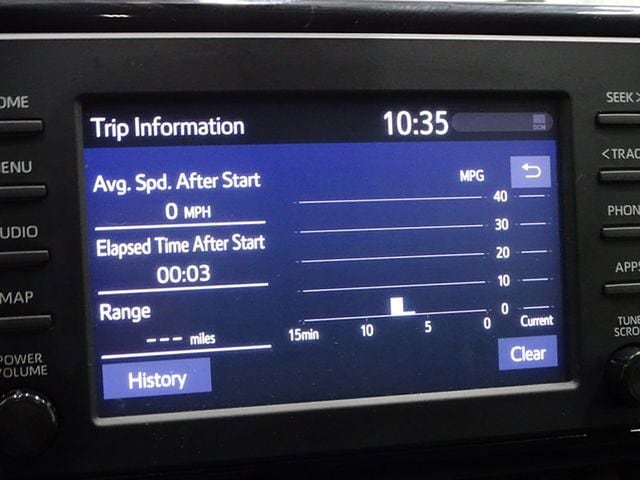 OME
MENU
UDIO
MAP
POWER
VOLUME
Trip Information
10:35
DCM
Avg. Spd. After Start
0 MPH
Elapsed Time After Start
00:03
Range
--- miles
History
MPG
40
30
20
10
0
15min 10 5 0 Current
Clear
SEEK >
< TRAC
PHON
APPS
TUNE
SCRO